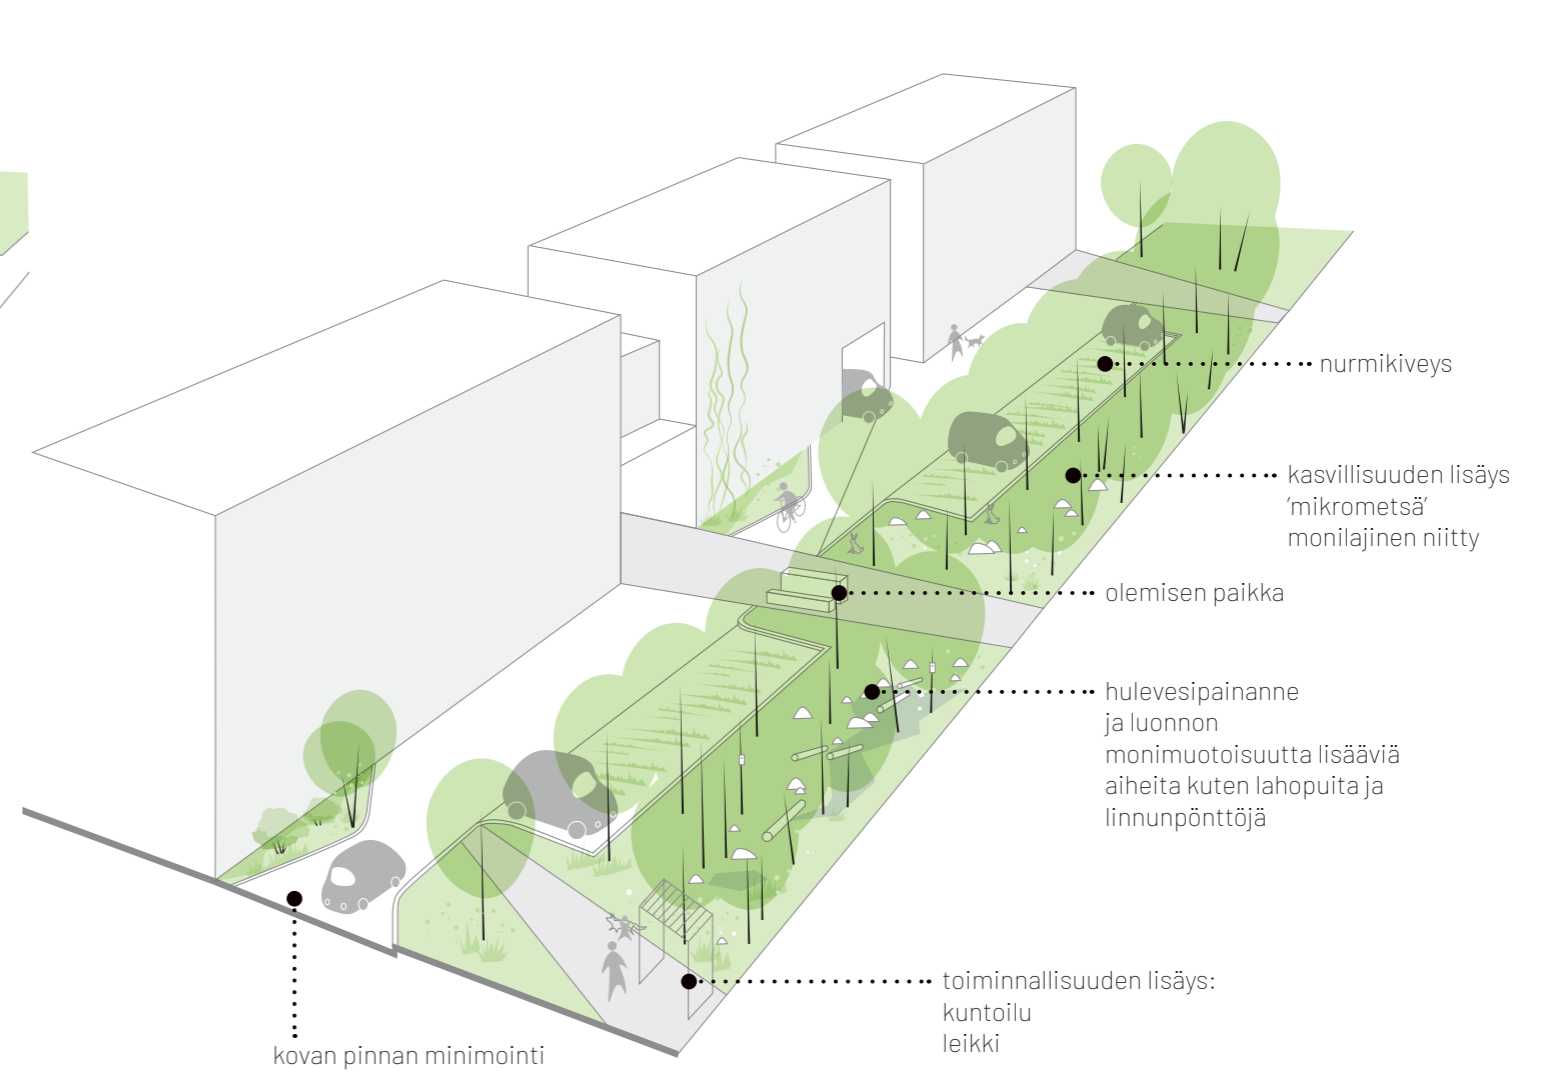 nurmikiveys
kasvillisuuden lisäys
'mikrometsä'
monilajinen niitty
olemisen paikka
hulevesipainanne
ja luonnon
monimuotoisuutta lisääviä
aiheita kuten lahopuita ja
linnunpönttöjä
toiminnallisuuden lisäys:
kuntoilu
leikki
kovan pinnan minimointi